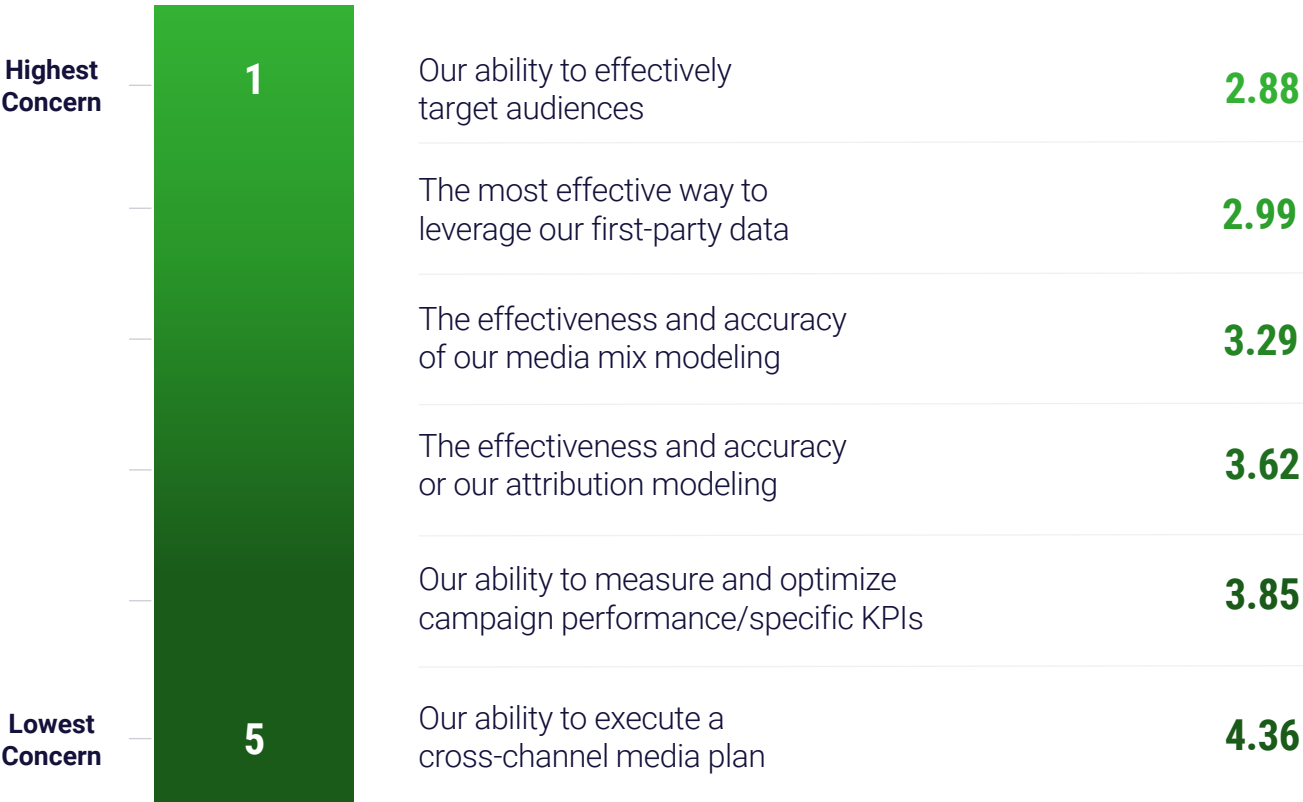 Highest
Concern
1
Our ability to effectively
target audiences
2.88
The most effective way to
leverage our first-party data
2.99
The effectiveness and accuracy
of our media mix modeling
3.29
The effectiveness and accuracy
or our attribution modeling
3.62
Our ability to measure and optimize
campaign performance/specific KPIs
3.85
Lowest
Concern
5
Our ability to execute a
cross-channel media plan
4.36